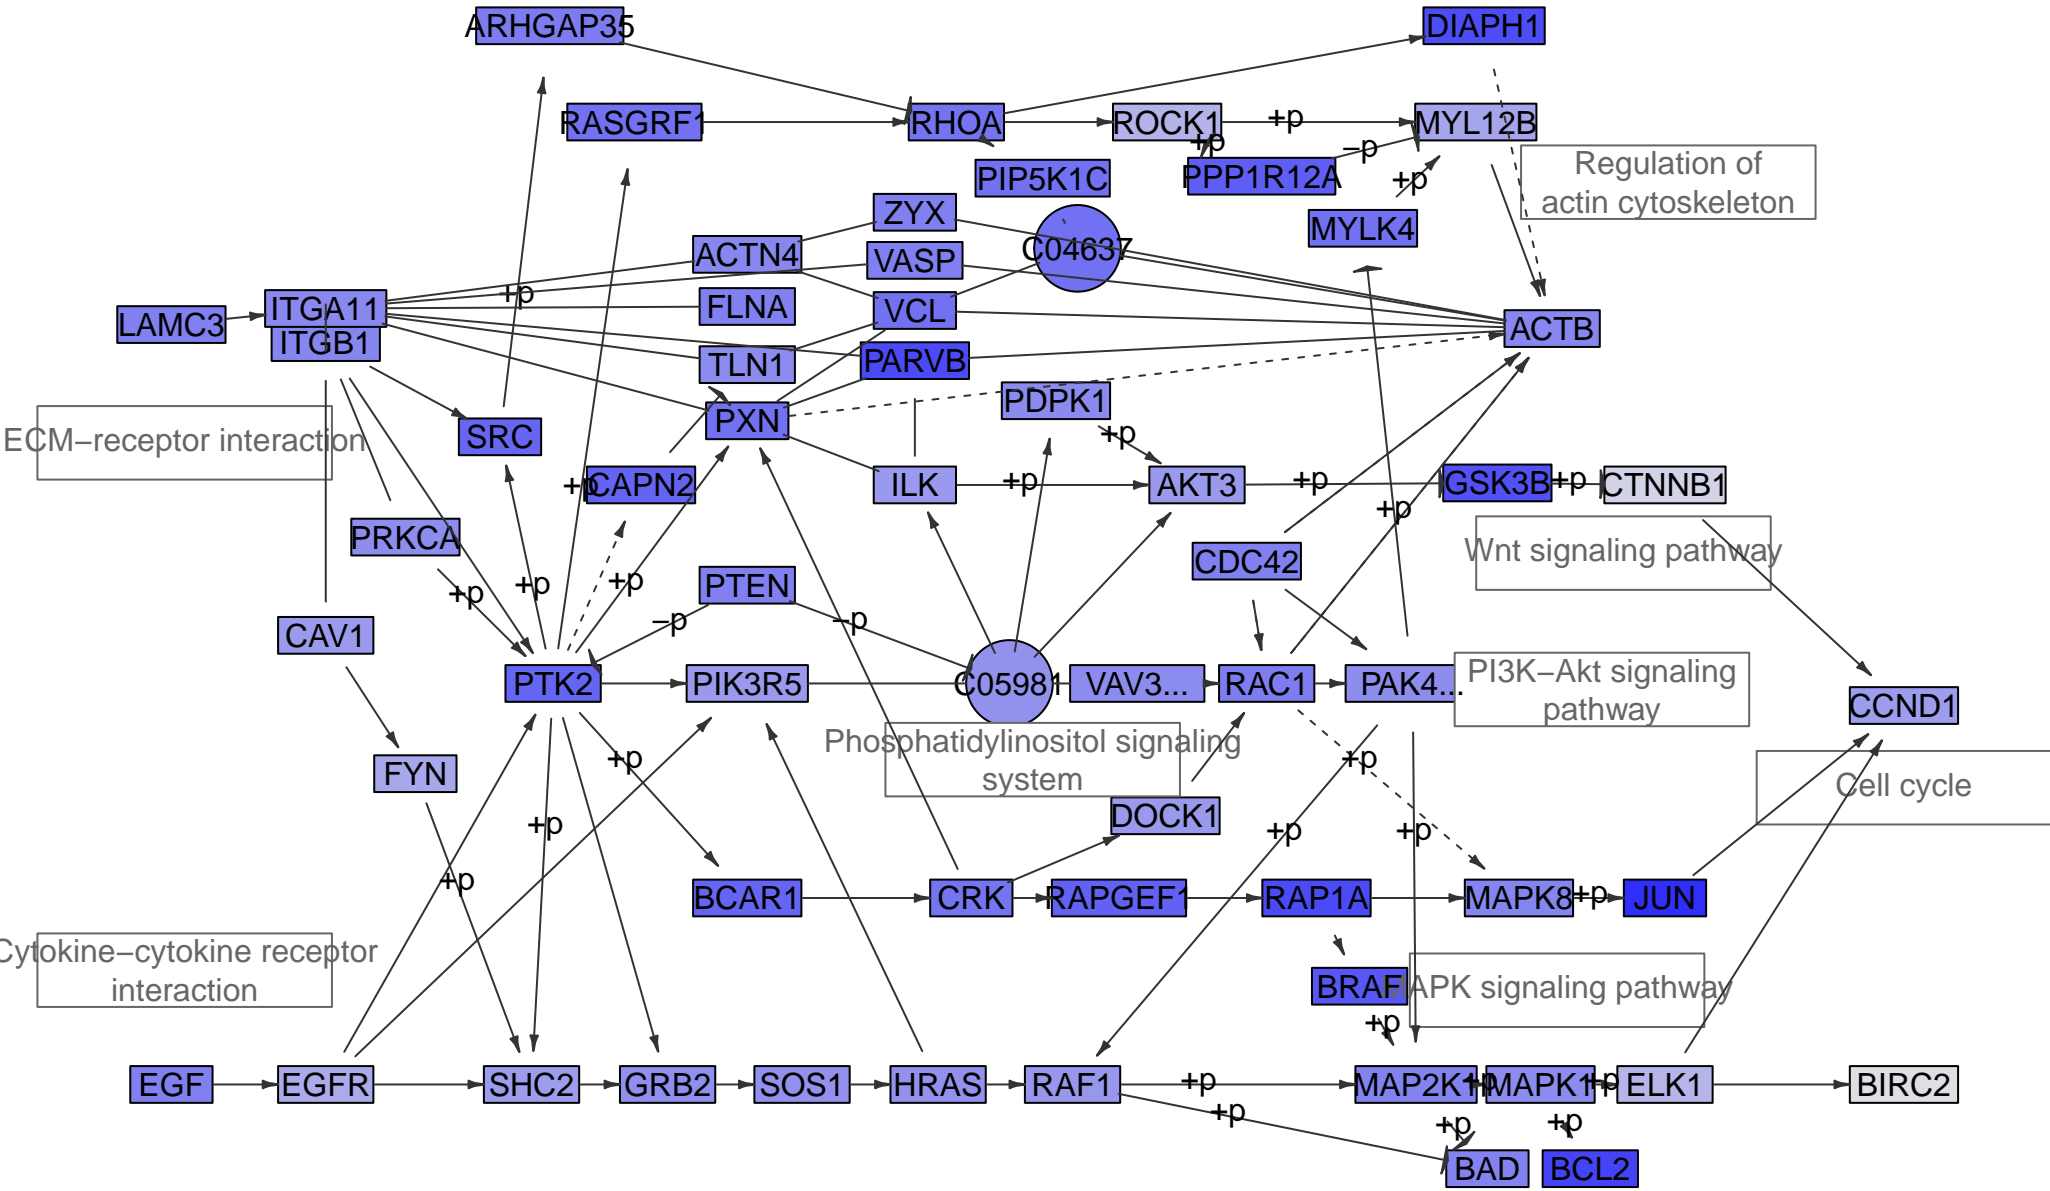 ARHGAP35
DIAPH1
RASGRF1
RHOA
ROCK1
+p
MYL12B
+p
−p
PIP5K1C
PPP1R12A
+p
Regulation of
actin cytoskeleton
ZYX
MYLK4
ACTN4
VASP
C04637
+p
ITGA11
FLNA
VCL
LAMC3
ITGB1
ACTB
TLN1
PARVB
PDPK1
PXN
ECM−receptor interaction
SRC
+p
+p
CAPN2
ILK
+p
AKT3
+p
GSK3B
+p
CTNNB1
+p
PRKCA
Wnt signaling pathway
CDC42
+p
+p
+p
PTEN
−p
−p
CAV1
PTK2
PIK3R5
C05981
VAV3...
RAC1
PAK4...
PI3K−Akt signaling
pathway
CCND1
Phosphatidylinositol signaling
system
+p
+p
FYN
Cell cycle
DOCK1
+p
+p
+p
+p
BCAR1
CRK
RAPGEF1
RAP1A
MAPK8
+p
JUN
Cytokine−cytokine receptor
interaction
BRAF
MAPK signaling pathway
+p
EGF
EGFR
SHC2
GRB2
SOS1
HRAS
RAF1
+p
MAP2K1
+p
MAPK1
+p
ELK1
BIRC2
+p
+p
+p
BAD
BCL2